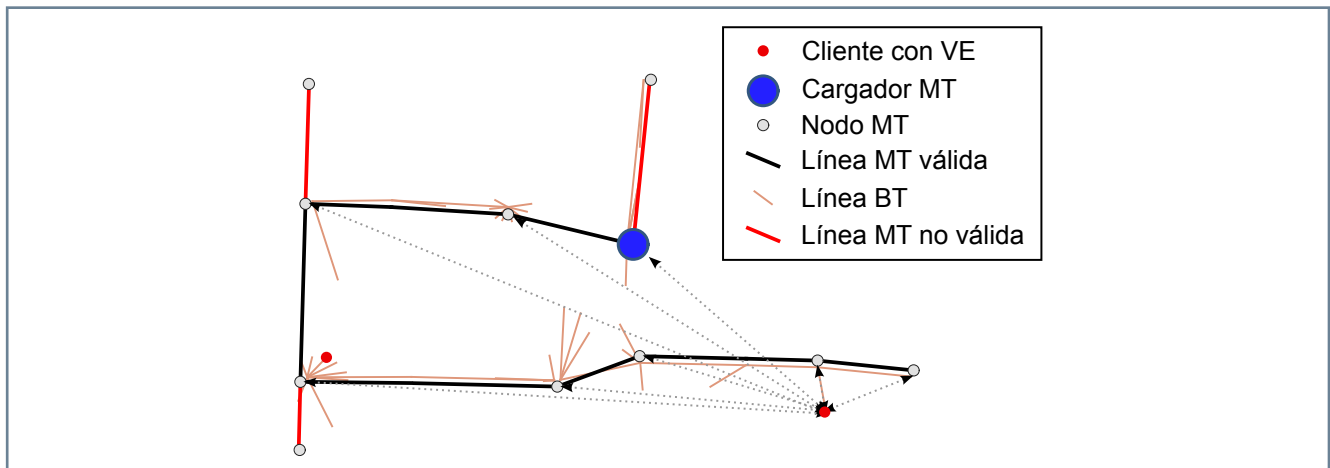 Cliente con VE
Cargador MT
Nodo MT
Línea MT válida
Línea BT
Línea MT no válida